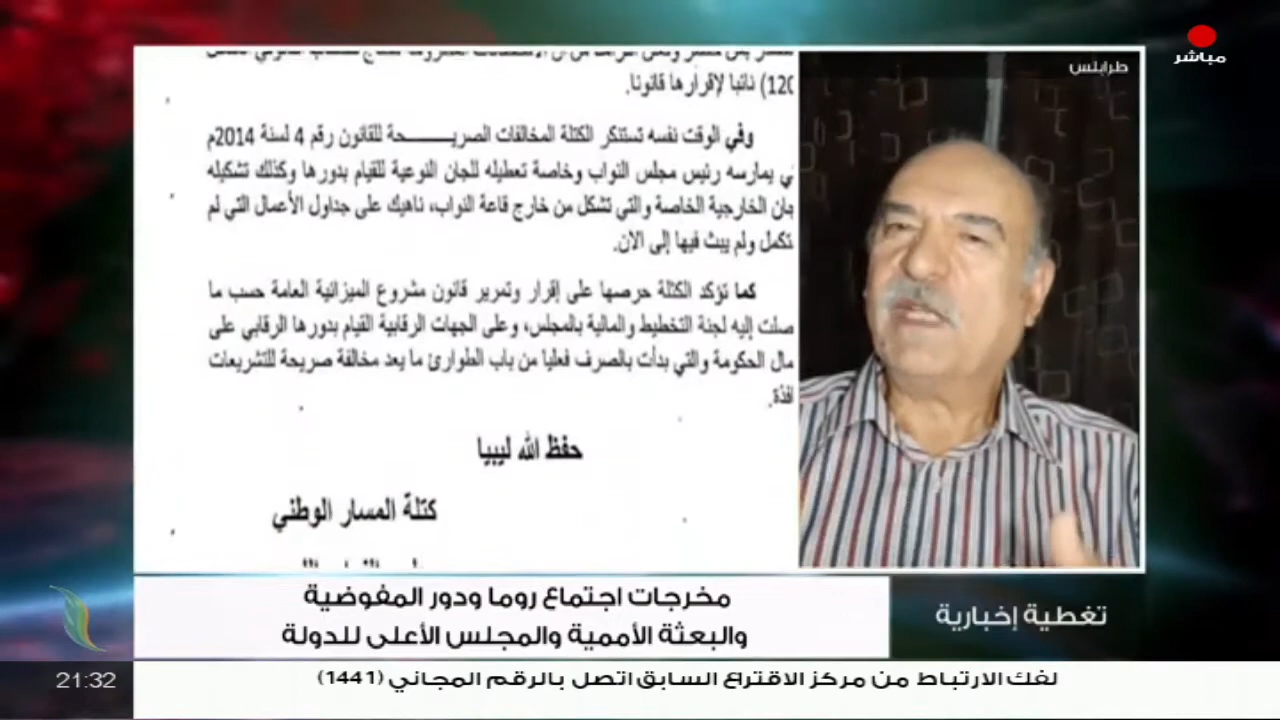 مباشر
طرابلس
120) نائبا لإقرارها قانونا.
وفي الوقت نفسه تستنكر الكتلة المخالفات الصريـــــــحة للقانون رقم 4 لسنة 2014م
يمارسه رئيس مجلس النواب وخاصة تعطيله للجان النوعية للقيام بدورها وكذلك تشكيله
جان الخارجية الخاصة والتي تشكل من خارج قاعة النواب، ناهيك على جداول الأعمال التي لم
تكمل ولم يبث فيها إلى الان.
كما تؤكد الكتلة حرصها على إقرار وتمرير قانون مشروع الميزانية العامة حسب ما
صلت إليه لجنة التخطيط والمالية بالمجلس، وعلى الجهات الرقابية القيام بدورها الرقابي على
مال الحكومة والتي بدأت بالصرف فعليا من باب الطوارئ ما يعد مخالفة صريحة للتشريعات
افذة.
حفظ الله ليبيا
كتلة المسار الوطني
مخرجات اجتماع روما ودور المفوضية
والبعثة الأممية والمجلس الأعلى للدولة
تغطية إخبارية
21:32
لفك الارتباط من مركز الاقتراع السابق اتصل بالرقم المجاني (1441)